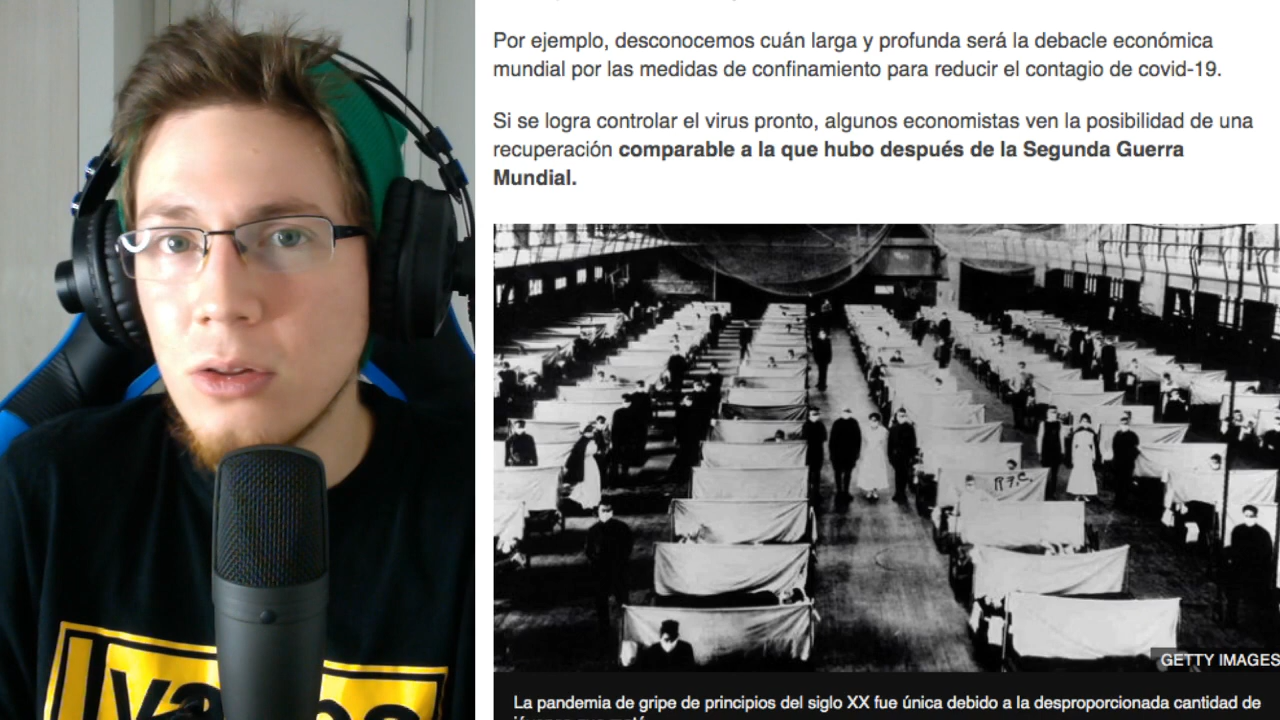 Por ejemplo, desconocemos cuán larga y profunda será la debacle económica
mundial por las medidas de confinamiento para reducir el contagio de covid-19.
Si se logra controlar el virus pronto, algunos economistas ven la posibilidad de una
recuperación comparable a la que hubo después de la Segunda Guerra
Mundial.
R.F.C.
GETTY IMAGES
La pandemia de gripe de principios del siglo XX fue única debido a la desproporcionada cantidad de